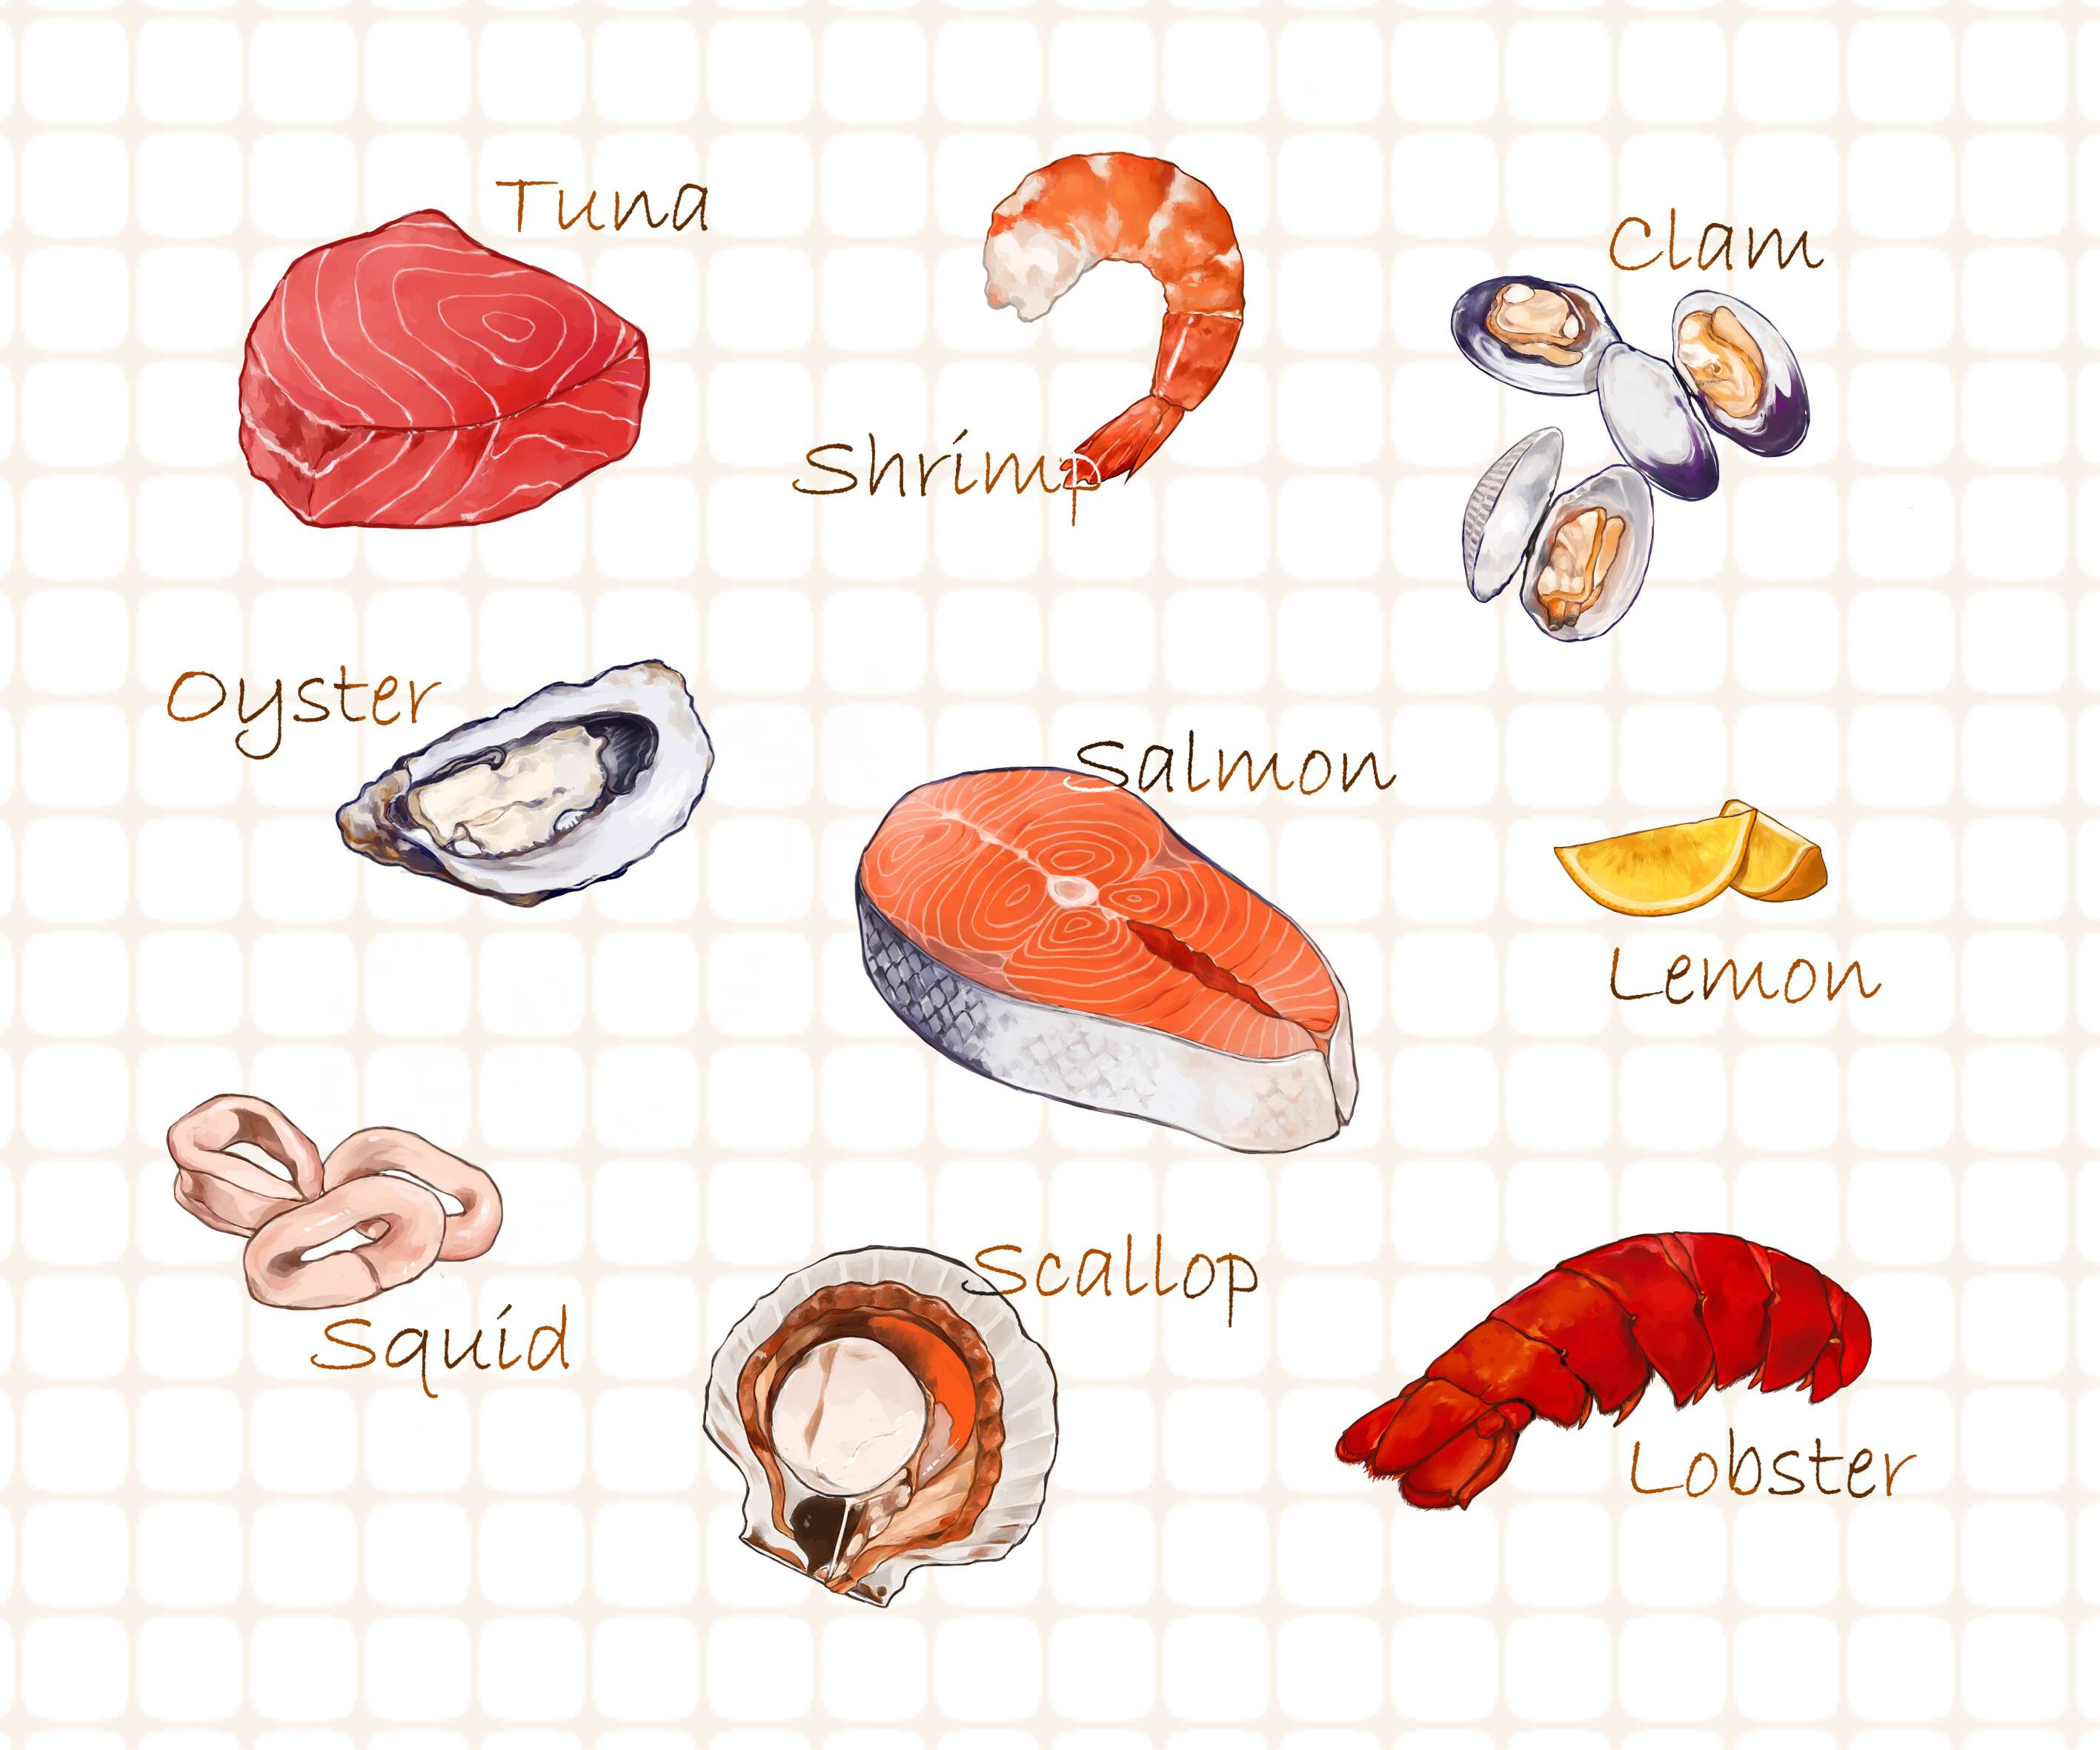 Tuna
Shrimp
Clam
Oyster
Salmon
Lemon
Squid
Scallop
Lobster